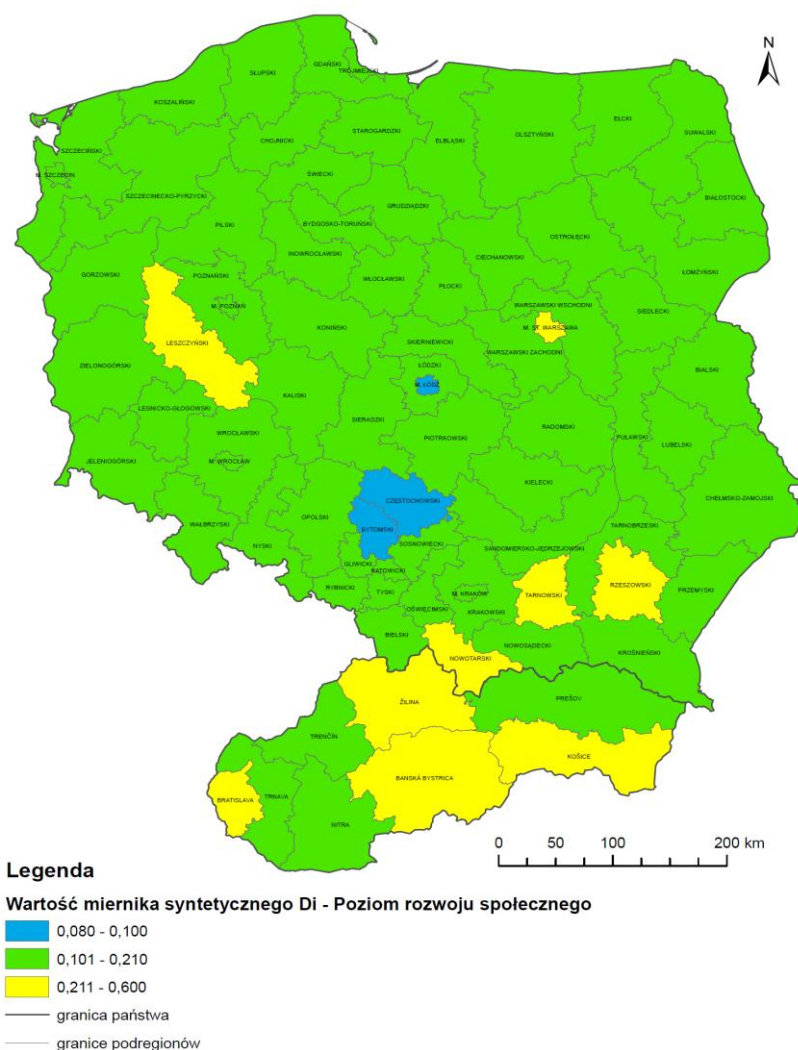 N
GDAŃSKI
TRÓJMIEJSKI
SŁUPSKI
KOSZALIŃSKI
STAROGARDZKI
EŁCKI
OLSZTYŃSKI
SUWALSKI
CHOJNICKI
ELBLĄSKI
SZCZECIŃSKI
M. SZCZECIN
ŚWIECKI
SZCZECINECKO-PYRZYCKI
BIAŁOSTOCKI
GRUDZIĄDZKI
PILSKI
BYDGOSKO-TORUŃSKI
OSTROŁĘCKI
INOWROCŁAWSKI
CIECHANOWSKI
GORZOWSKI
POZNAŃSKI
WŁOCŁAWSKI
ŁOMŻYŃSKI
PŁOCKI
M. POZNAŃ
WARSZAWSKI WSCHODNI
SIEDLECKI
KONIŃSKI
M. ST. WARSZAWA
LESZCZYŃSKI
SKIERNIEWICKI
WARSZAWSKI ZACHODNI
ZIELONOGÓRSKI
ŁÓDZKI
BIALSKI
M. ŁÓDŹ
KALISKI
LEGNICKO-GŁOGOWSKI
SIERADZKI
RADOMSKI
WROCŁAWSKI
PIOTRKOWSKI
PUŁAWSKI
LUBELSKI
JELENIOGÓRSKI
M. WROCŁAW
KIELECKI
CHEŁMSKO-ZAMOJSKI
CZĘSTOCHOWSKI
OPOLSKI
WAŁBRZYSKI
TARNOBRZESKI
BYTOMSKI
NYSKI
SOSNOWIECKI
SANDOMIERSKO-JĘDRZEJOWSKI
GLIWICKI
KATOWICKI
RZESZOWSKI
RYBNICKI
TYSKI
M. KRAKÓW
TARNOWSKI
PRZEMYSKI
OŚWIĘCIMSKI
KRAKOWSKI
BIELSKI
NOWOSĄDECKI
KROŚNIEŃSKI
NOWOTARSKI
PREŠOV
ŽILINA
TRENČÍN
KOŠICE
BANSKÁ BYSTRICA
BRATISLAVA
TRNAVA
NITRA
0 50 100 200 km
Legenda
Wartość miernika syntetycznego Di - Poziom rozwoju społecznego
0,080 - 0,100
0,101 - 0,210
0,211 - 0,600
granica państwa
granice podregionów